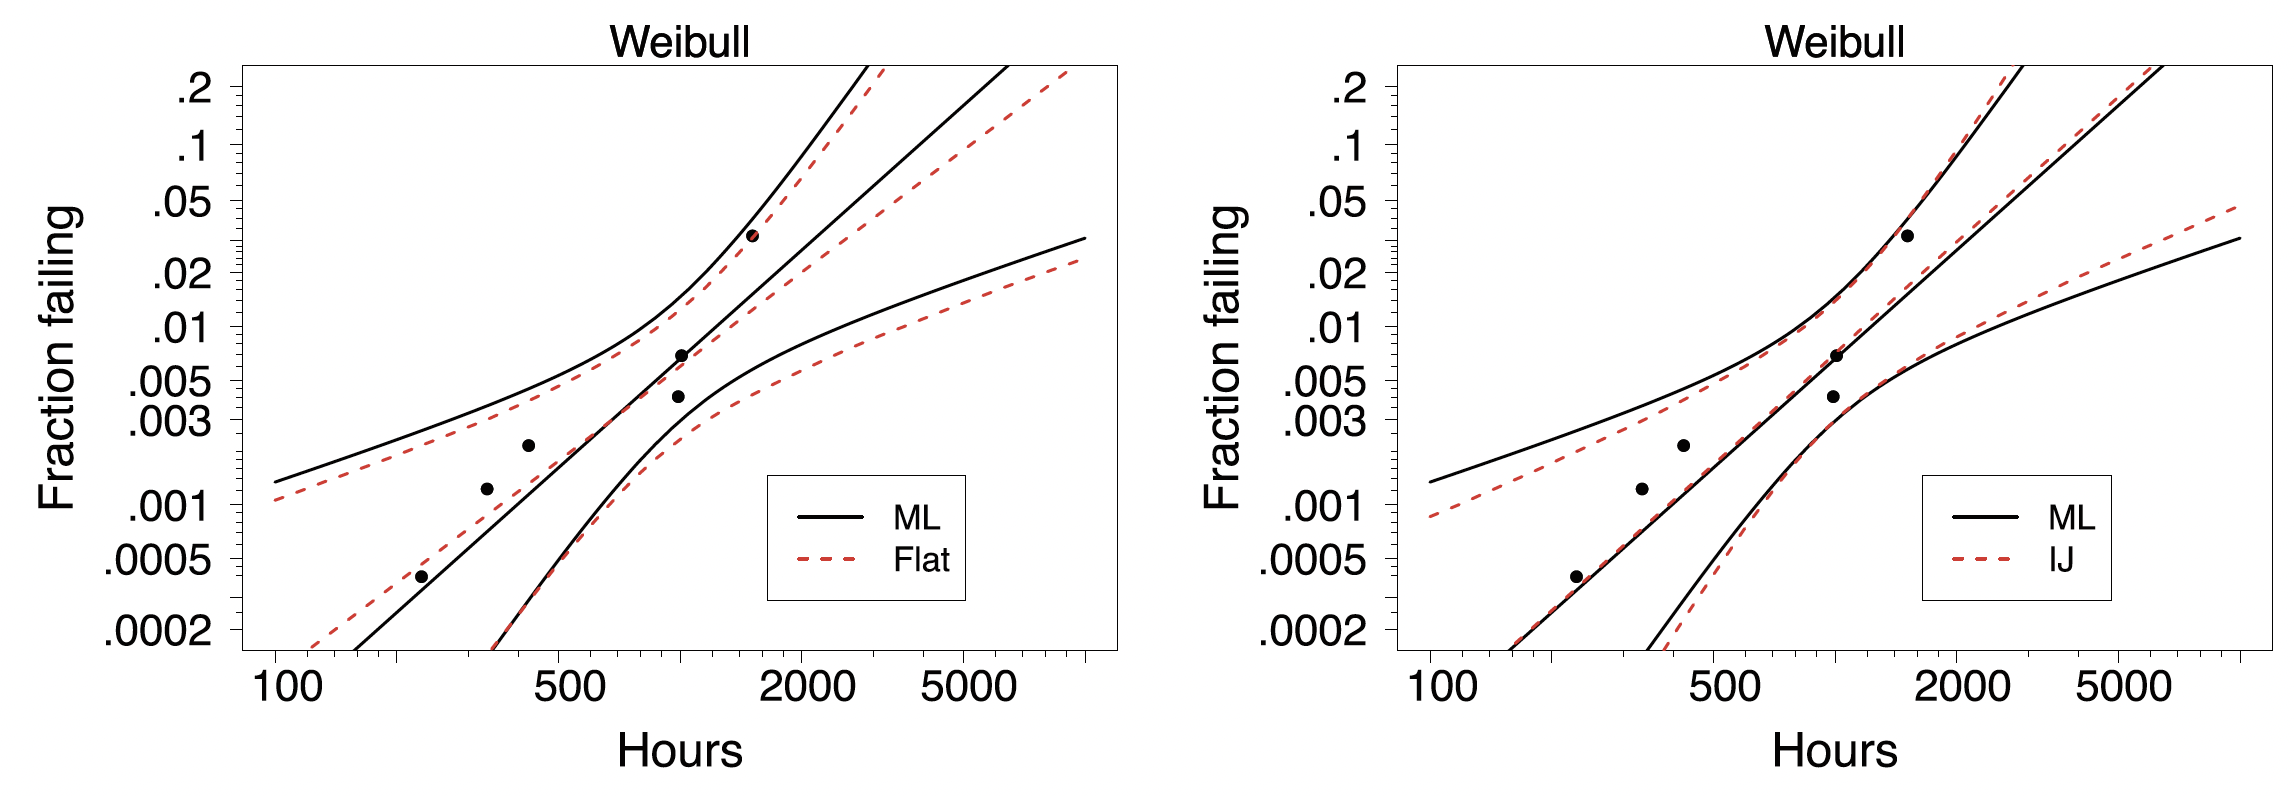 Weibull
.2
.1
.05
.02
.01
.005
.003
.001
.0005
.0002
Fraction failing
ML
Flat
100 500 2000 5000
Hours
Weibull
.2
.1
.05
.02
.01
.005
.003
.001
.0005
.0002
Fraction failing
ML
IJ
100 500 2000 5000
Hours